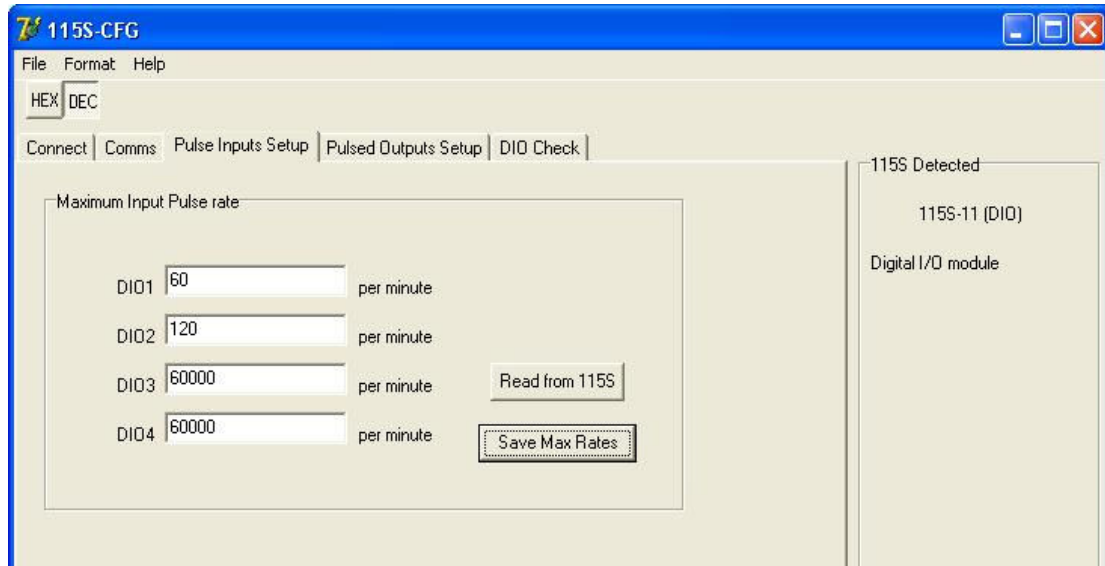 115S-CFG
File Format Help
HEX DEC
Connect Comms Pulse Inputs Setup Pulsed Outputs Setup DIO Check
Maximum Input Pulse rate
DIO1 60 per minute
DIO2 120 per minute
DIO3 60000 per minute
DIO4 60000 per minute
Read from 115S
Save Max Rates
115S Detected
115S-11 (DIO)
Digital I/O module